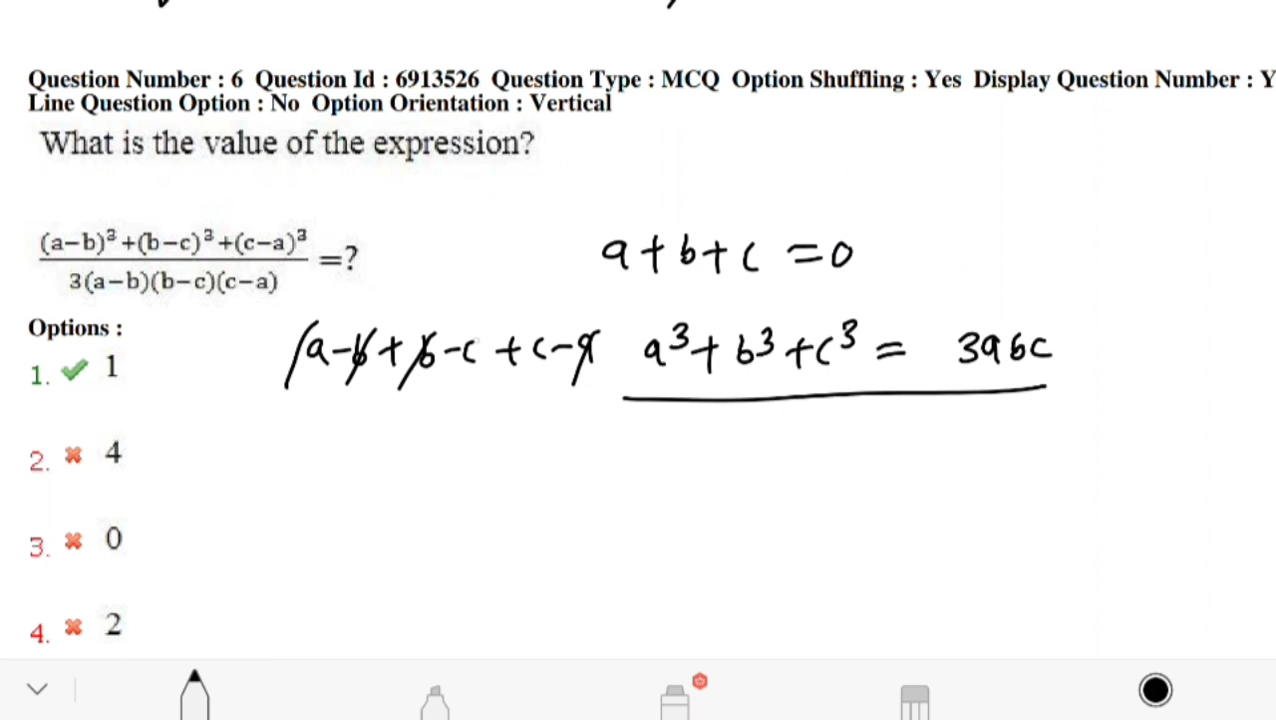 Question Number : 6 Question Id : 6913526 Question Type : MCQ Option Shuffling : Yes Display Question Number : Y
Line Question Option : No Option Orientation : Vertical
What is the value of the expression?
(a−b)³+(b−c)³+(c−a)³
3(a−b)(b−c)(c−a)
=?
a+b+c =0
Options :
a-b+b-c+c-a
a³+b³+c³ = 3abc
1. 1
2. 4
3. 0
4. 2